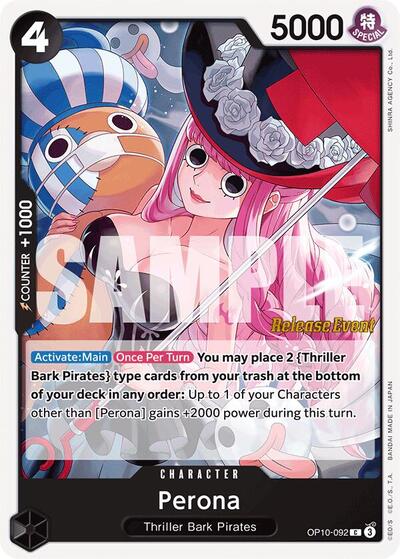 4
5000
特
SPECIAL
COUNTER +1000
SHINRA AGENCY Co., Ltd.
SAMPLE
Release Event
Activate:Main Once Per Turn You may place 2 {Thriller
Bark Pirates} type cards from your trash at the bottom
of your deck in any order: Up to 1 of your Characters
other than [Perona] gains +2000 power during this turn.
CHARACTER
Perona
Thriller Bark Pirates
OP10-092 C 3
©E.O/S. ©E.O.S., T.A. BANDAI MADE IN JAPAN